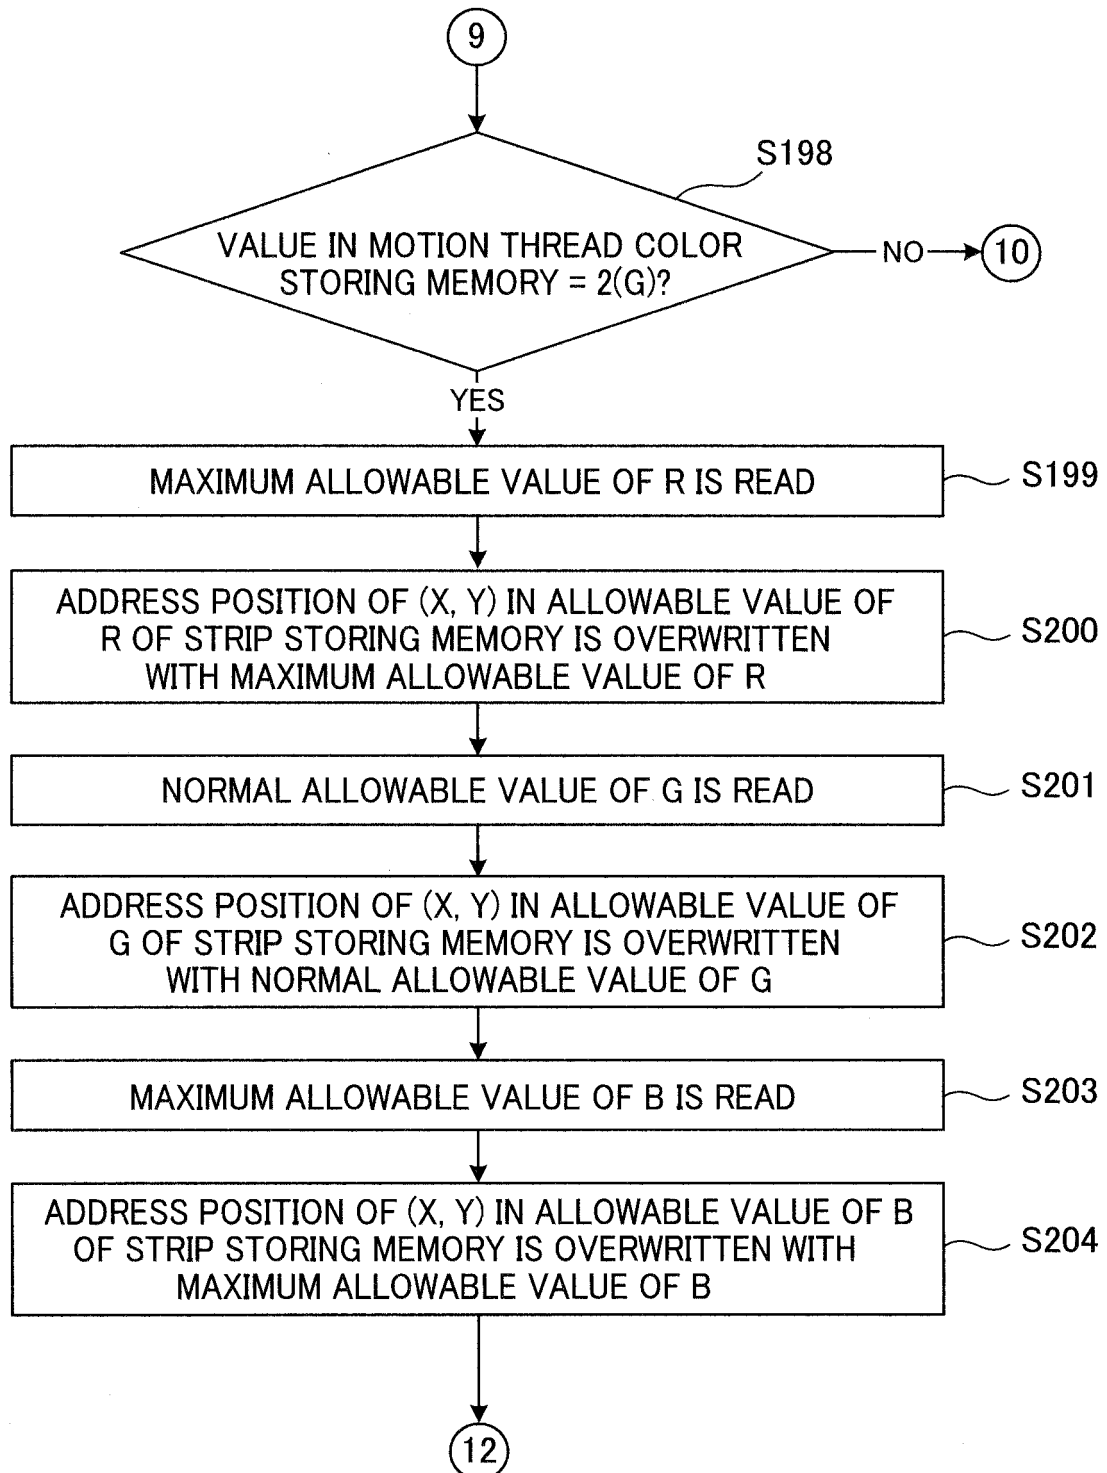 9
S198
VALUE IN MOTION THREAD COLOR
STORING MEMORY = 2(G)?
NO
10
YES
MAXIMUM ALLOWABLE VALUE OF R IS READ
S199
ADDRESS POSITION OF (X, Y) IN ALLOWABLE VALUE OF
R OF STRIP STORING MEMORY IS OVERWRITTEN
WITH MAXIMUM ALLOWABLE VALUE OF R
S200
NORMAL ALLOWABLE VALUE OF G IS READ
S201
ADDRESS POSITION OF (X, Y) IN ALLOWABLE VALUE OF
G OF STRIP STORING MEMORY IS OVERWRITTEN
WITH NORMAL ALLOWABLE VALUE OF G
S202
MAXIMUM ALLOWABLE VALUE OF B IS READ
S203
ADDRESS POSITION OF (X, Y) IN ALLOWABLE VALUE OF B
OF STRIP STORING MEMORY IS OVERWRITTEN WITH
MAXIMUM ALLOWABLE VALUE OF B
S204
12